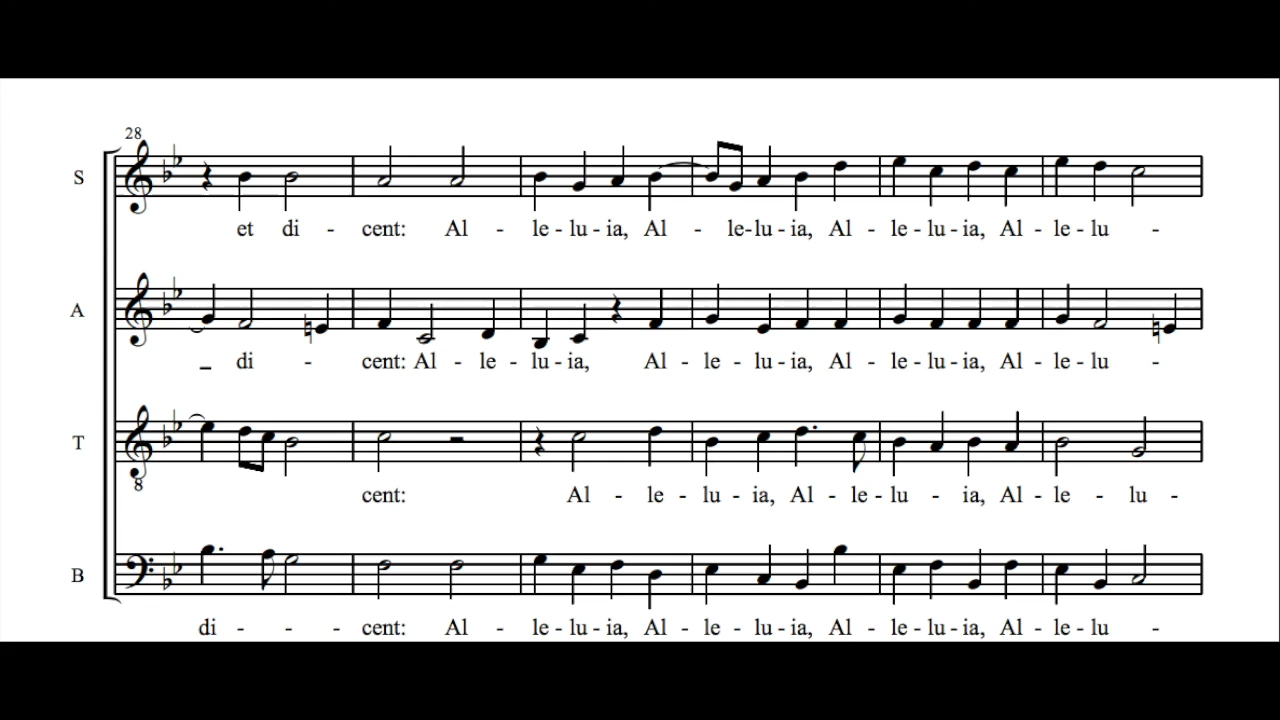 28
S
et di - cent: Al - le - lu - ia, Al - le - lu - ia, Al - le - lu - ia, Al - le - lu -
A
di - cent: Al - le - lu - ia, Al - le - lu - ia, Al - le - lu - ia, Al - le - lu -
T
8
cent: Al - le - lu - ia, Al - le - lu - ia, Al - le - lu -
B
di - - - cent: Al - le - lu - ia, Al - le - lu - ia, Al - le - lu - ia, Al - le - lu -